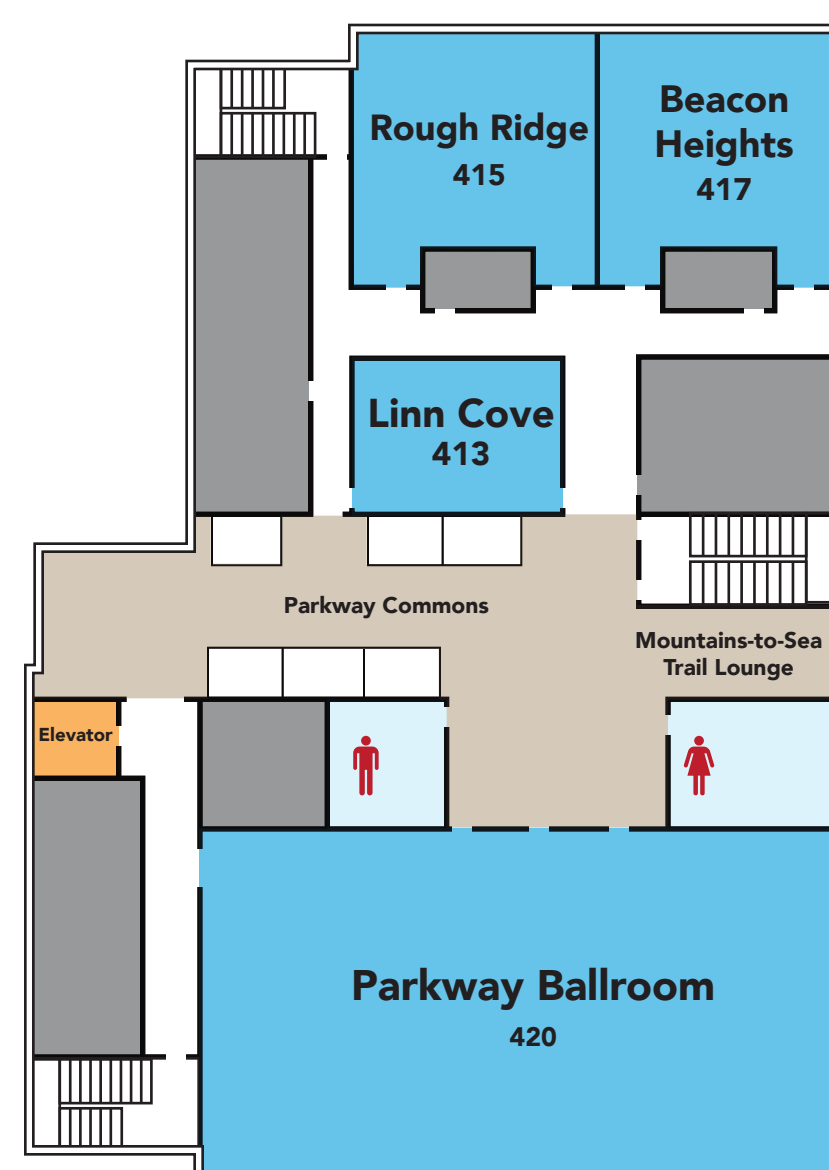 Rough Ridge
415
Beacon
Heights
417
Linn Cove
413
Parkway Commons
Mountains-to-Sea
Trail Lounge
Elevator
Parkway Ballroom
420